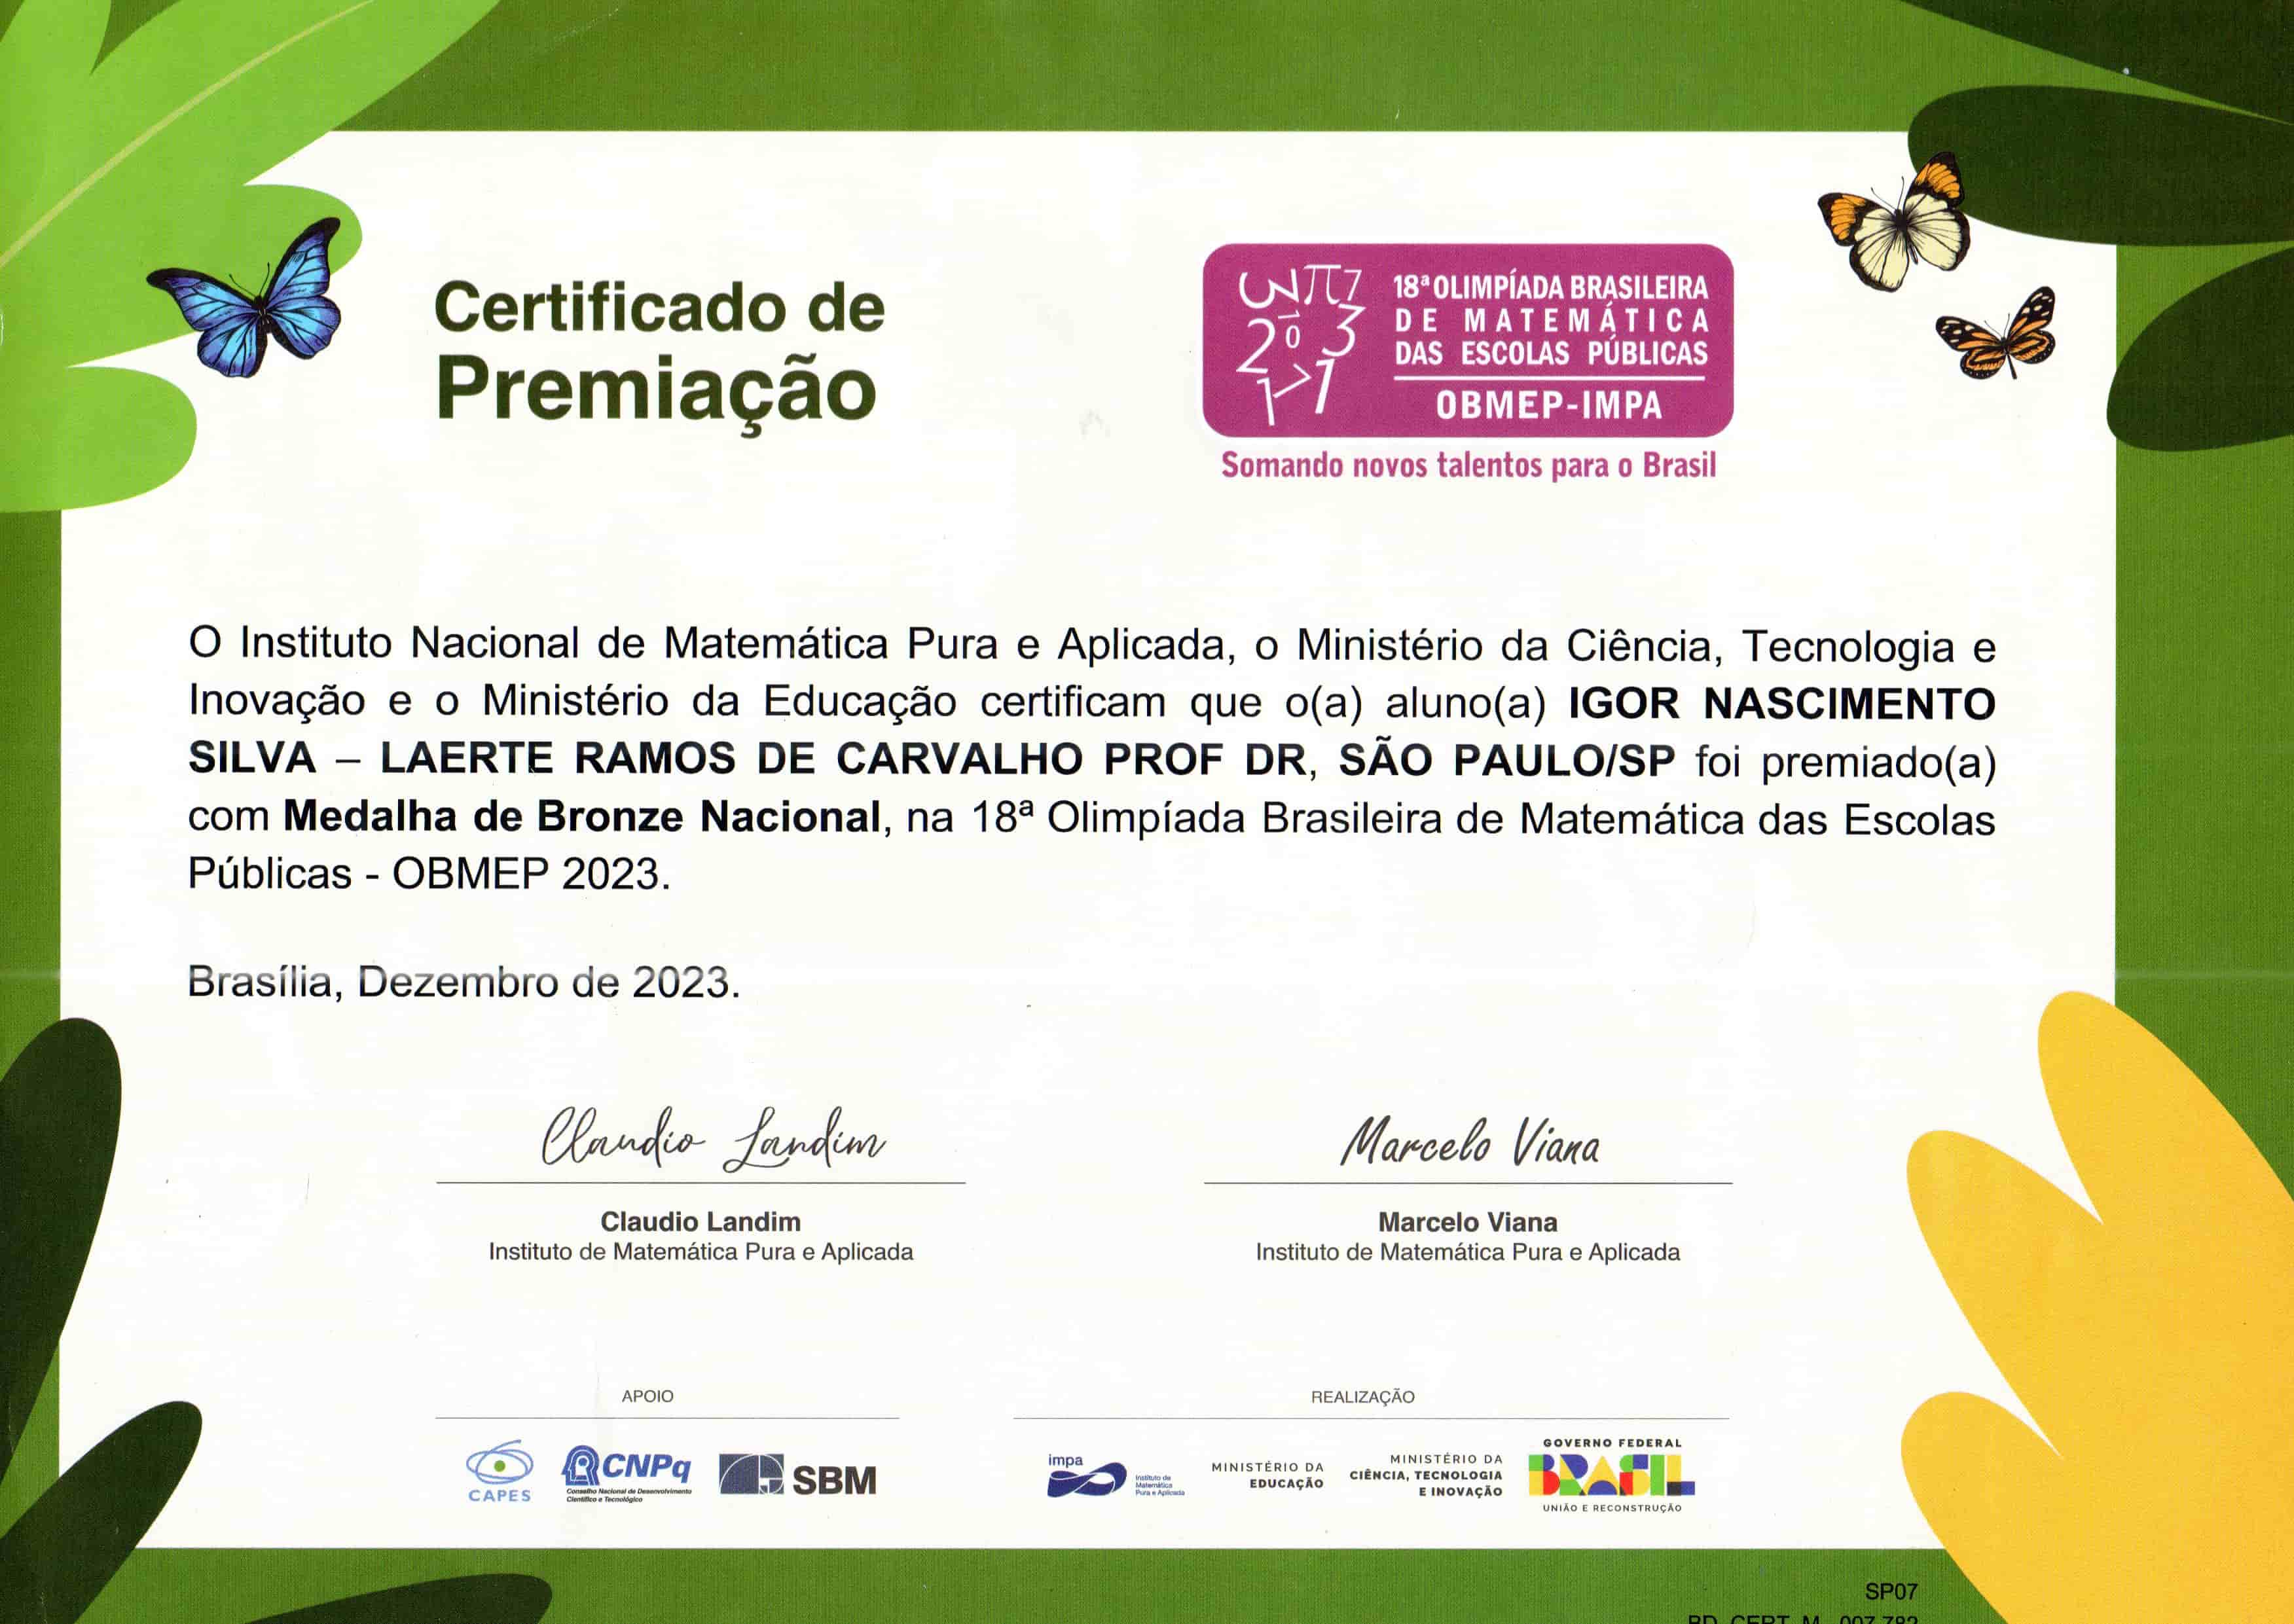 Certificado de
Premiação
18ª OLIMPÍADA BRASILEIRA
DE MATEMÁTICA
DAS ESCOLAS PÚBLICAS
OBMEP-IMPA
Somando novos talentos para o Brasil
O Instituto Nacional de Matemática Pura e Aplicada, o Ministério da Ciência, Tecnologia e
Inovação e o Ministério da Educação certificam que o(a) aluno(a) IGOR NASCIMENTO
SILVA – LAERTE RAMOS DE CARVALHO PROF DR, SÃO PAULO/SP foi premiado(a)
com Medalha de Bronze Nacional, na 18ª Olimpíada Brasileira de Matemática das Escolas
Públicas - OBMEP 2023.
Brasília, Dezembro de 2023.
Claudio Landim
Claudio Landim
Instituto de Matemática Pura e Aplicada
Marcelo Viana
Marcelo Viana
Instituto de Matemática Pura e Aplicada
APOIO
CAPES
CNPq
Conselho Nacional de Desenvolvimento
Científico e Tecnológico
SBM
REALIZAÇÃO
impa
Instituto de
Matemática
Pura e Aplicada
MINISTÉRIO DA
EDUCAÇÃO
MINISTÉRIO DA
CIÊNCIA, TECNOLOGIA
E INOVAÇÃO
GOVERNO FEDERAL
BRASIL
UNIÃO E RECONSTRUÇÃO
SP07